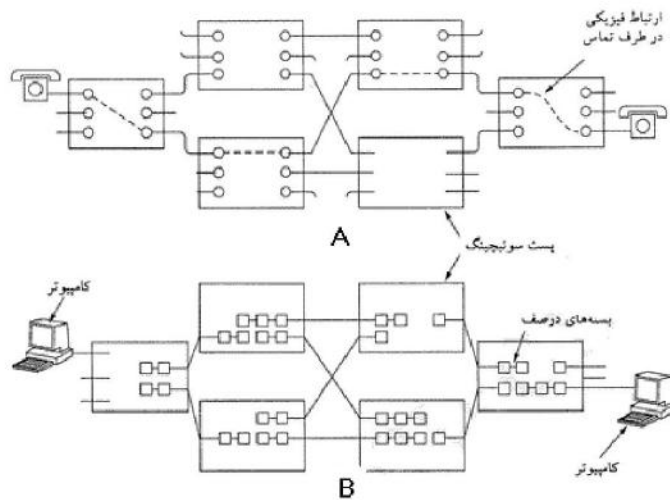 ارتباط فیزیکی
در طرف تماس
A
پست سوئیچینگ
کامپیوتر
بسته‌های درصف
کامپیوتر
B